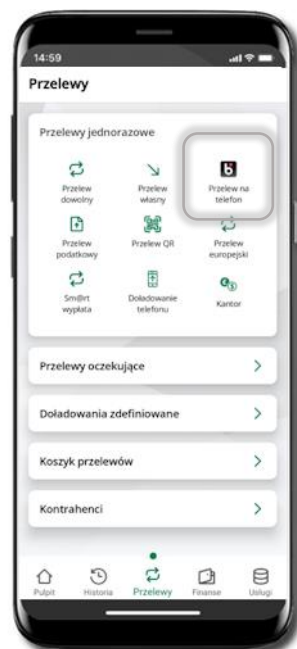 14:59
Przelewy
Przelewy jednorazowe
Przelew dowolny
Przelew własny
Przelew na telefon
Przelew podatkowy
Przelew QR
Przelew europejski
Sm@rt wypłata
Doładowanie telefonu
Kantor
Przelewy oczekujące
Doładowania zdefiniowane
Koszyk przelewów
Kontrahenci
Pulpit Historia Przelewy Finanse Usługi